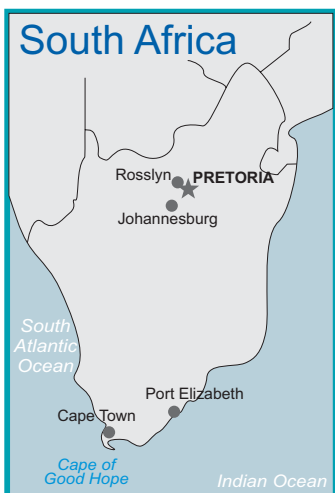 South Africa
Rosslyn
PRETORIA
Johannesburg
South
Atlantic
Ocean
Port Elizabeth
Cape Town
Cape of
Good Hope
Indian Ocean